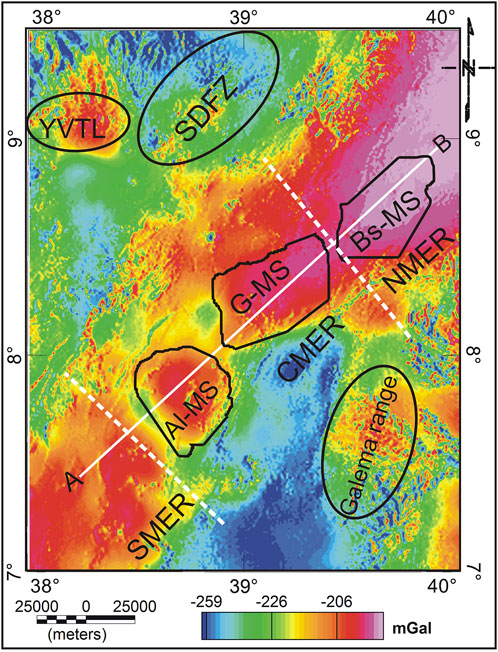 38° 39° 40°
N
YVTL
SDFZ
9° 9°
B
Bs-MS
NMER
G-MS
CMER
8° 8°
Al-MS
Galema range
A
SMER
7° 7°
38° 39° 40°
25000 0 25000
(meters)
-259 -226 -206 mGal